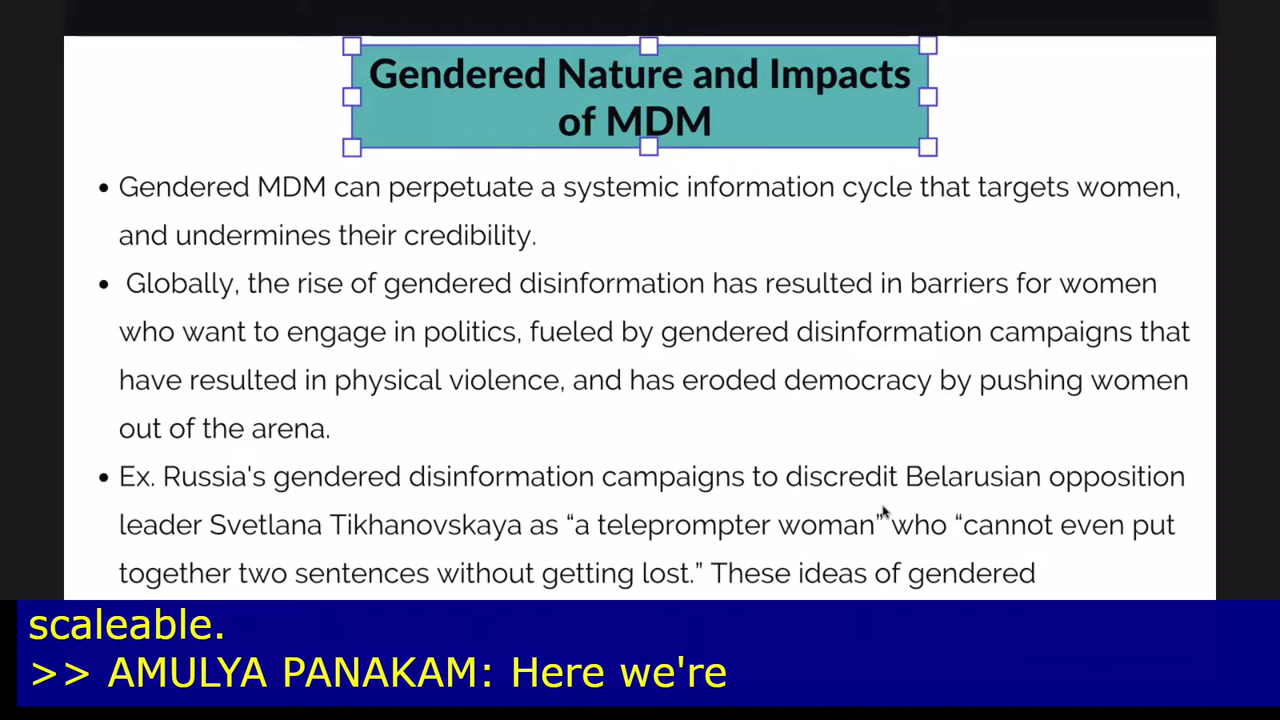 Gendered Nature and Impacts
of MDM
• Gendered MDM can perpetuate a systemic information cycle that targets women,
and undermines their credibility.
• Globally, the rise of gendered disinformation has resulted in barriers for women
who want to engage in politics, fueled by gendered disinformation campaigns that
have resulted in physical violence, and has eroded democracy by pushing women
out of the arena.
• Ex. Russia's gendered disinformation campaigns to discredit Belarusian opposition
leader Svetlana Tikhanovskaya as “a teleprompter woman” who “cannot even put
together two sentences without getting lost.” These ideas of gendered
scaleable.
>> AMULYA PANAKAM: Here we're